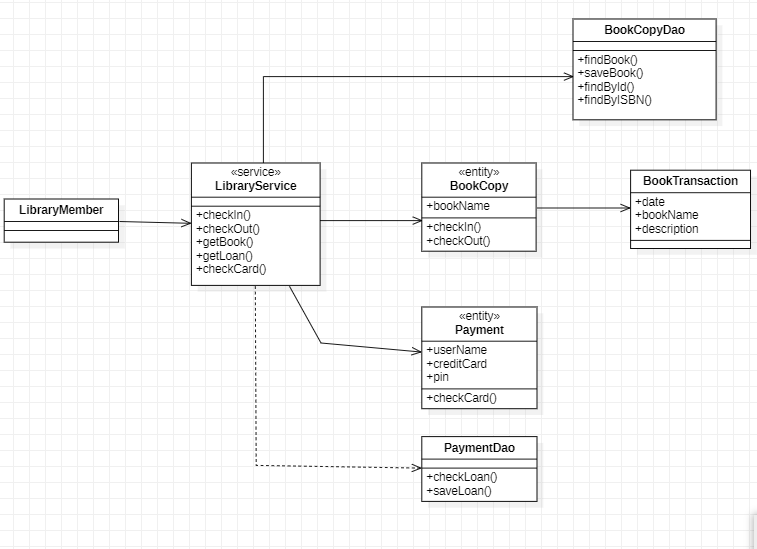 BookCopyDao
+findBook()
+saveBook()
+findById()
+findByISBN()
«service»
LibraryService
+checkIn()
+checkOut()
+getBook()
+getLoan()
+checkCard()
«entity»
BookCopy
+bookName
+checkIn()
+checkOut()
BookTransaction
+date
+bookName
+description
LibraryMember
«entity»
Payment
+userName
+creditCard
+pin
+checkCard()
PaymentDao
+checkLoan()
+saveLoan()